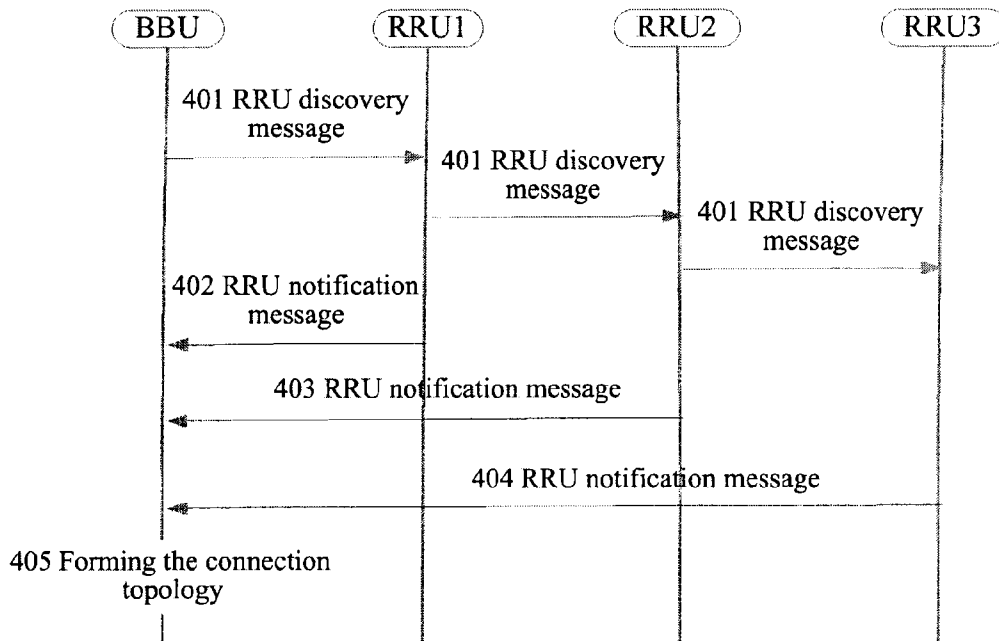 BBU
RRU1
RRU2
RRU3
401 RRU discovery
message
401 RRU discovery
message
401 RRU discovery
message
402 RRU notification
message
403 RRU notification message
404 RRU notification message
405 Forming the connection
topology